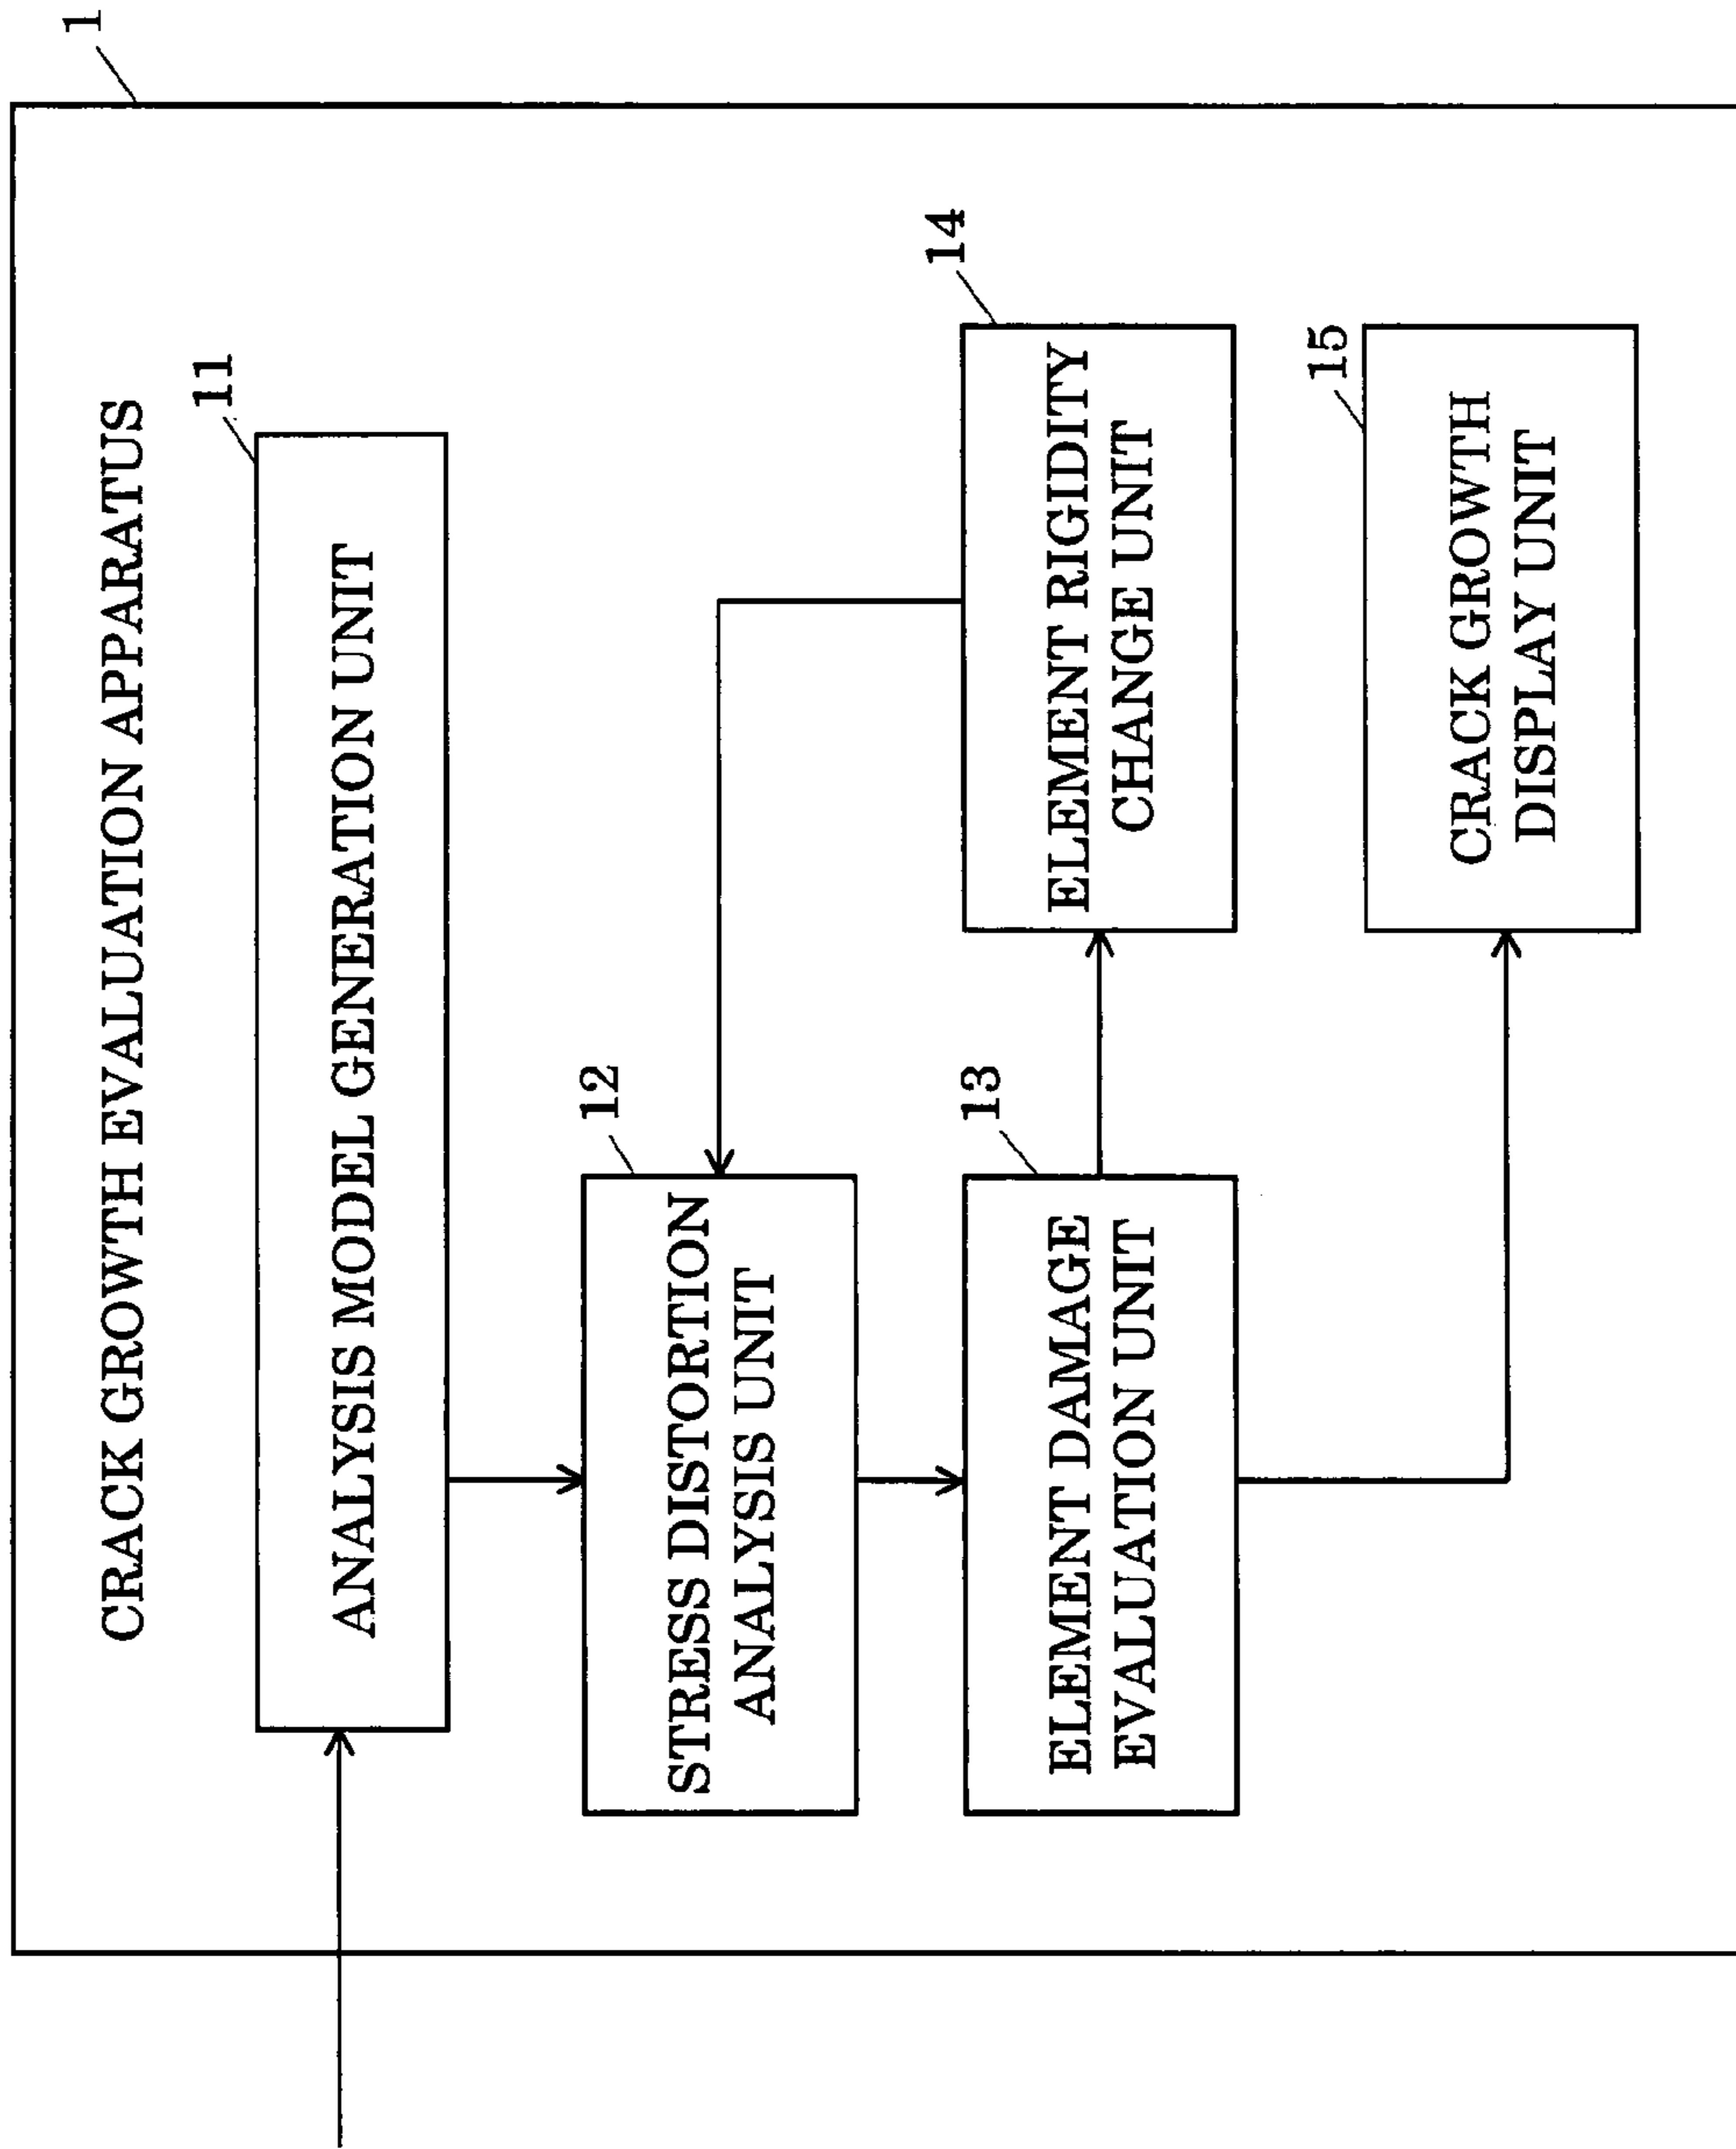 1
CRACK GROWTH EVALUATION APPARATUS
11
ANALYSIS MODEL GENERATION UNIT
12
STRESS DISTORTION
ANALYSIS UNIT
13
ELEMENT DAMAGE
EVALUATION UNIT
14
ELEMENT RIGIDITY
CHANGE UNIT
15
CRACK GROWTH
DISPLAY UNIT